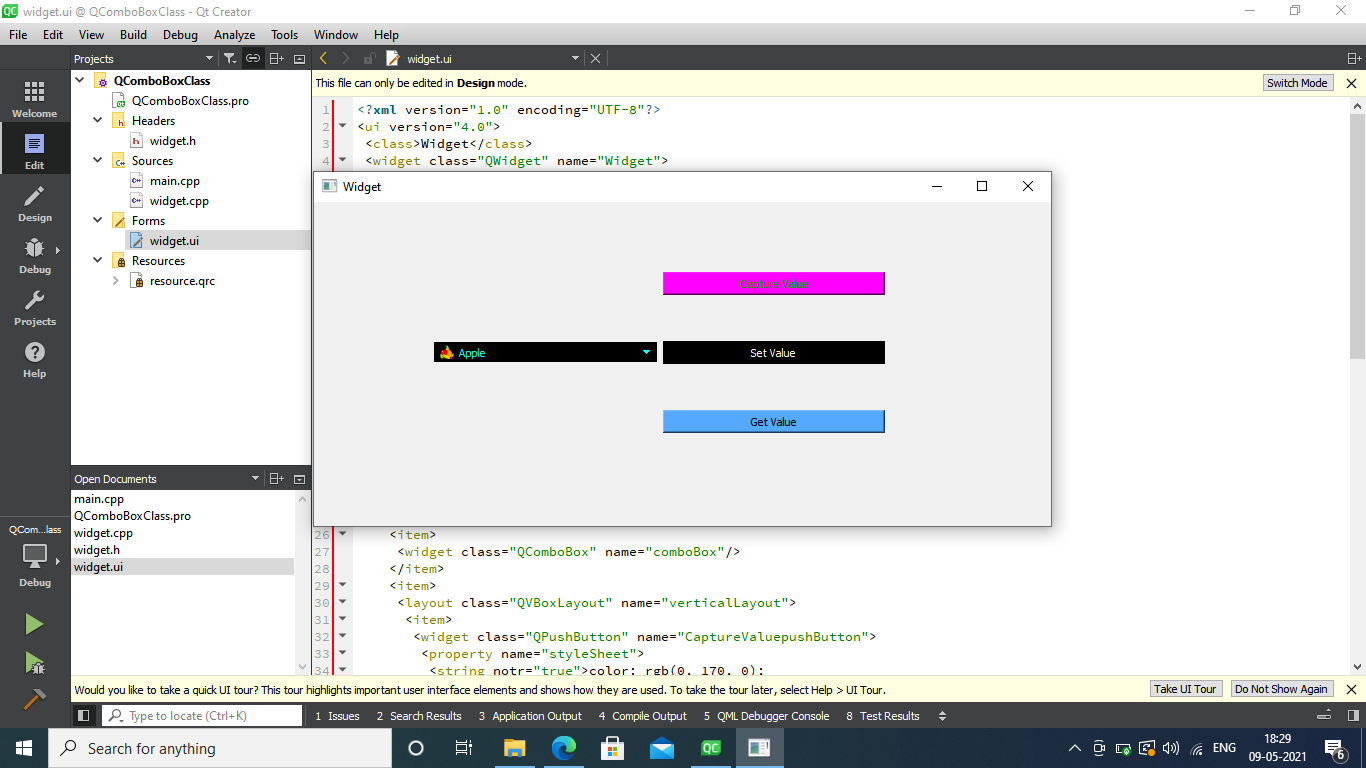 widget.ui @ QComboBoxClass - Qt Creator
File Edit View Build Debug Analyze Tools Window Help
Projects
widget.ui
This file can only be edited in Design mode.
Switch Mode
Welcome
Edit
Design
Debug
Projects
Help
QComboBoxClass
QComboBoxClass.pro
Headers
widget.h
Sources
main.cpp
widget.cpp
Forms
widget.ui
Resources
resource.qrc
1 <?xml version="1.0" encoding="UTF-8"?>
2 <ui version="4.0">
3 <class>Widget</class>
4 <widget class="QWidget" name="Widget">
Widget
Capture Value
Apple
Set Value
Get Value
26 <item>
27 <widget class="QComboBox" name="comboBox"/>
28 </item>
29 <item>
30 <layout class="QVBoxLayout" name="verticalLayout">
31 <item>
32 <widget class="QPushButton" name="CaptureValuepushButton">
33 <property name="styleSheet">
34 <string notr="true">color: rgb(0, 170, 0);
Open Documents
main.cpp
QComboBoxClass.pro
widget.cpp
widget.h
widget.ui
QCom...lass
Debug
Would you like to take a quick UI tour? This tour highlights important user interface elements and shows how they are used. To take the tour later, select Help > UI Tour.
Take UI Tour
Do Not Show Again
Type to locate (Ctrl+K)
1 Issues 2 Search Results 3 Application Output 4 Compile Output 5 QML Debugger Console 8 Test Results
Search for anything
QC
ENG
18:29
09-05-2021
6